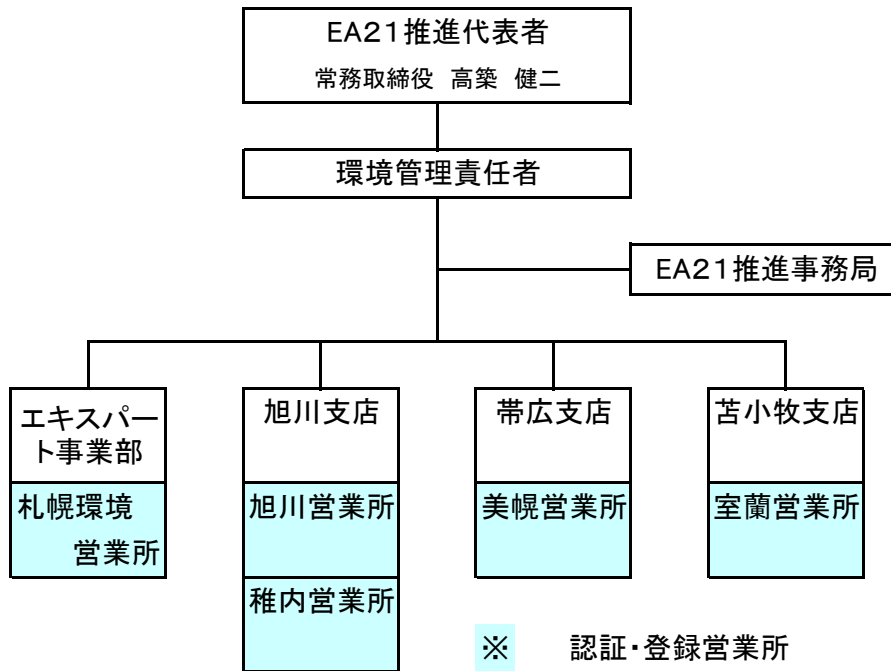 EA21推進代表者
常務取締役 高築 健二
環境管理責任者
EA21推進事務局
エキスパー
ト事業部
札幌環境
営業所
旭川支店
旭川営業所
稚内営業所
帯広支店
美幌営業所
苫小牧支店
室蘭営業所
※ 認証・登録営業所